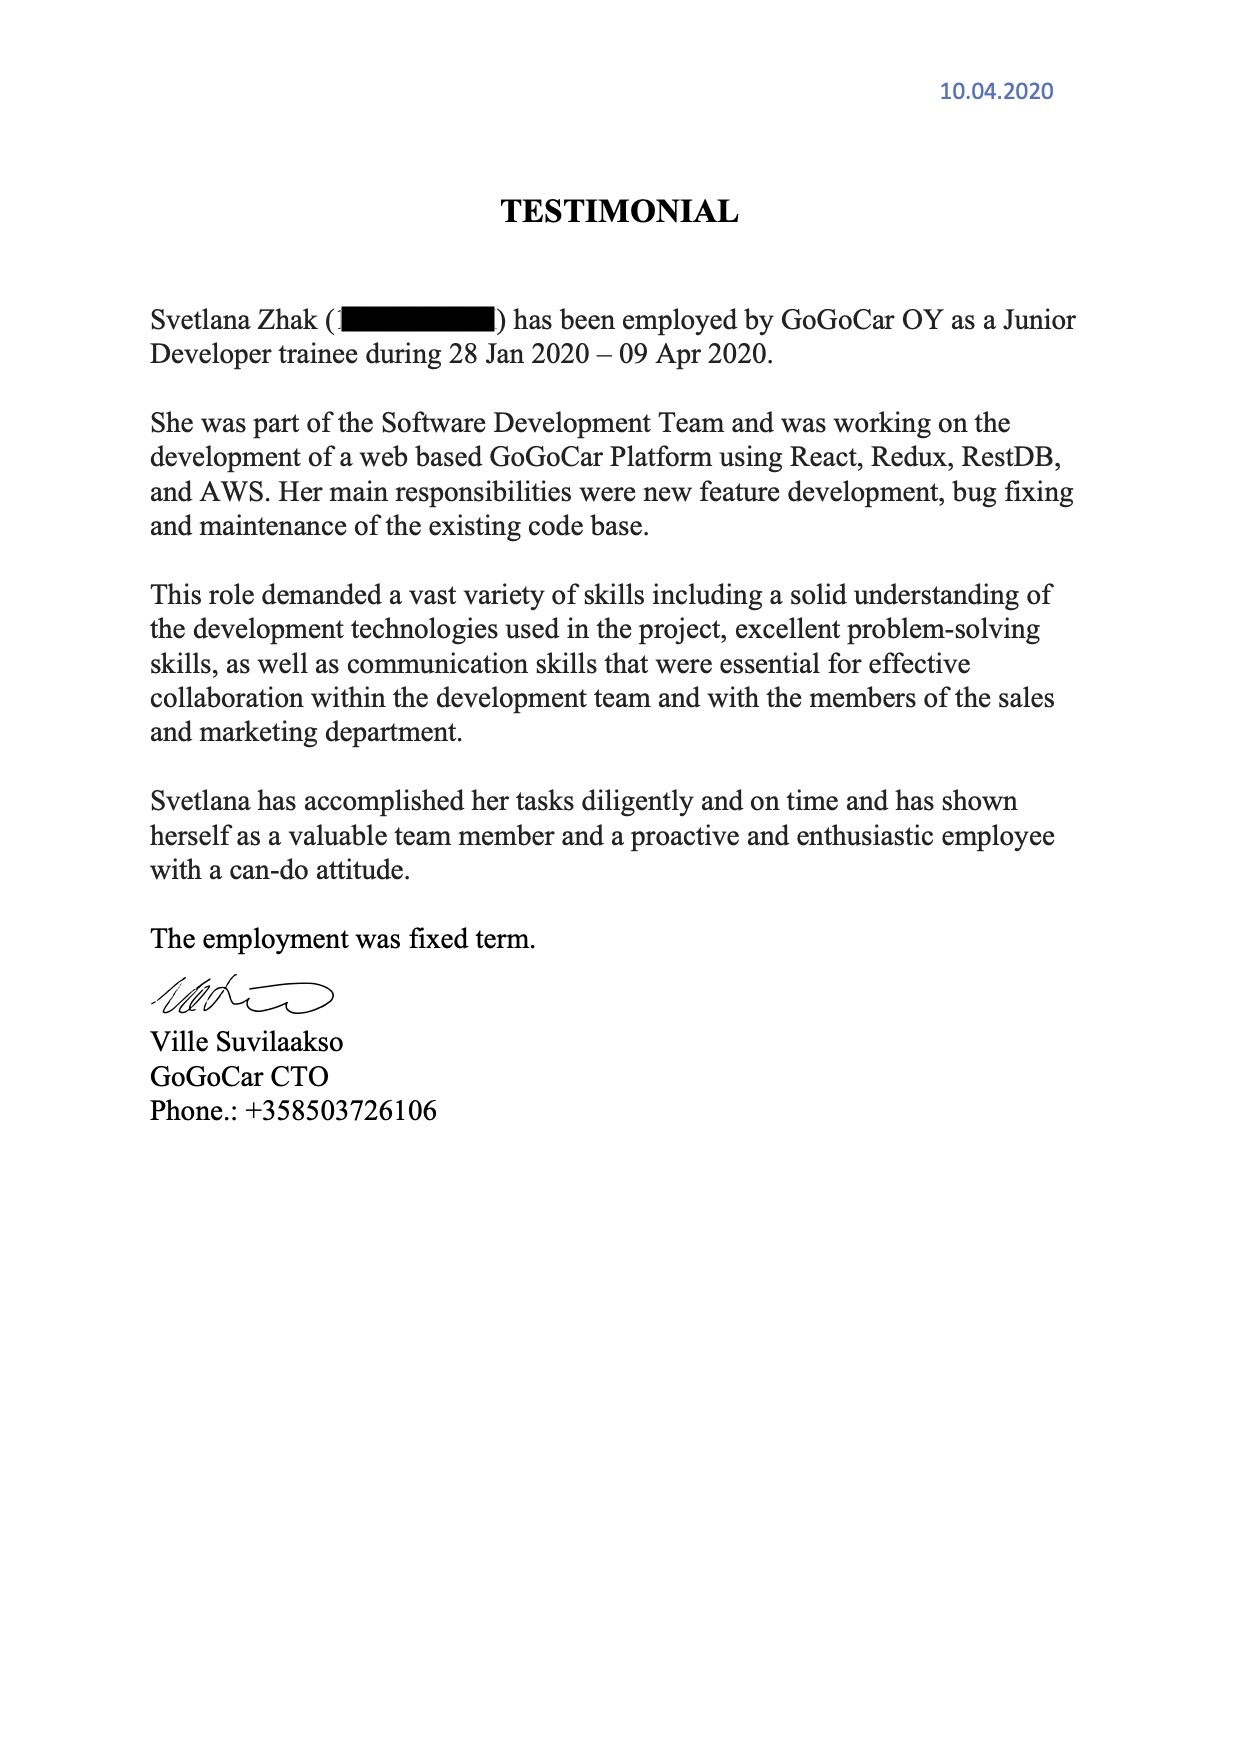 10.04.2020
TESTIMONIAL
Svetlana Zhak ( ) has been employed by GoGoCar OY as a Junior
Developer trainee during 28 Jan 2020 – 09 Apr 2020.
She was part of the Software Development Team and was working on the
development of a web based GoGoCar Platform using React, Redux, RestDB,
and AWS. Her main responsibilities were new feature development, bug fixing
and maintenance of the existing code base.
This role demanded a vast variety of skills including a solid understanding of
the development technologies used in the project, excellent problem-solving
skills, as well as communication skills that were essential for effective
collaboration within the development team and with the members of the sales
and marketing department.
Svetlana has accomplished her tasks diligently and on time and has shown
herself as a valuable team member and a proactive and enthusiastic employee
with a can-do attitude.
The employment was fixed term.
Ville Suvilaakso
GoGoCar CTO
Phone.: +358503726106